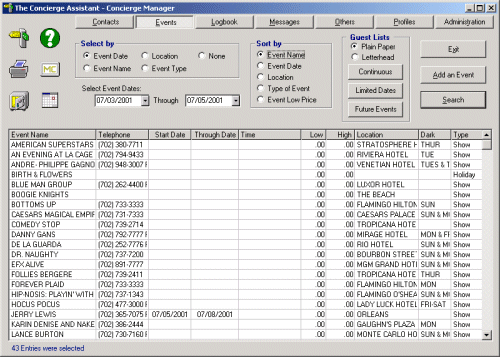 The Concierge Assistant - Concierge Manager
Contacts Events Logbook Messages Others Profiles Administration
Select by
Event Date Location None
Event Name Event Type
Select Event Dates:
07/03/2001 Through 07/05/2001
Sort by
Event Name
Event Date
Location
Type of Event
Event Low Price
Guest Lists
Plain Paper
Letterhead
Continuous
Limited Dates
Future Events
Exit
Add an Event
Search
MC
Event Name Telephone Start Date Through Date Time Low High Location Dark Type
AMERICAN SUPERSTARS (702) 380-7711 .00 .00 STRATOSPHERE H THUR Show
AN EVENING AT LA CAGE (702) 794-9433 .00 .00 RIVIERA HOTEL TUE Show
ANDRE- PHILIPPE GAGNO (702) 948-3007 .00 .00 VENETIAN HOTEL TUES & T Show
BIRTH & FLOWERS .00 .00 Holiday
BLUE MAN GROUP (702) 262-4400 .00 .00 LUXOR HOTEL Show
BOOGIE KNIGHTS .00 .00 THE BEACH Show
BOTTOMS UP (702) 733-3333 .00 .00 FLAMINGO HILTON SUN Show
CAESARS MAGICAL EMPIR (702) 731-7333 .00 .00 CAESARS PALACE SUN & M Show
COMEDY STOP (702) 739-2714 .00 .00 TROPICANA HOTE Show
DANNY GANS (702) 792-7777 .00 .00 MIRAGE HOTEL MON & F Show
DE LA GUARDA (702) 252-7776 .00 .00 RIO HOTEL SUN & M Show
DR. NAUGHTY (702) 737-7200 .00 .00 BOURBON STREET SUN & M Show
EFX ALIVE (702) 891-7777 .00 .00 MGM GRAND HOTE SUN & M Show
FOLLIES BERGERE (702) 739-2411 .00 .00 TROPICANA HOTE THUR Show
FOREVER PLAID (702) 733-3333 .00 .00 FLAMINGO HILTON MON Show
HIP-NOSIS: PLAYIN' WITH (702) 737-1343 .00 .00 FLAMINGO O'SHEA SUN & M Show
HOCUS POCUS (702) 477-3000 .00 .00 LADY LUCK HOTEL FRI-SAT Show
JERRY LEWIS (702) 365-7075 07/05/2001 07/08/2001 .00 .00 ORLEANS Show
KARIN DENISE AND NAKE (702) 386-2444 .00 .00 GAUGHN'S PLAZA MON Show
LANCE BURTON (702) 730-7160 .00 .00 MONTE CARLO HO SUN & M Show
43 Entries were selected